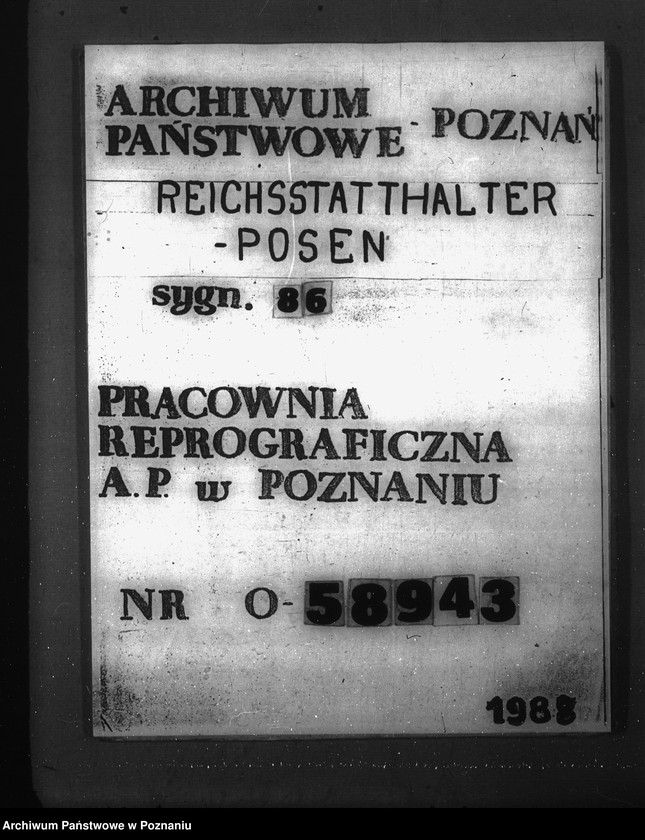 ARCHIWUM
PAŃSTWOWE - POZNAŃ
REICHSSTATTHALTER
-POSEN
sygn. 86
PRACOWNIA
REPROGRAFICZNA
A.P. w POZNANIU
NR O-58943
1988
Archiwum Państwowe w Poznaniu